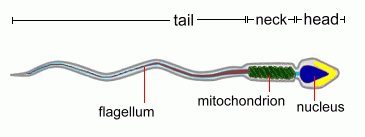 tail neck head
mitochondrion
flagellum nucleus